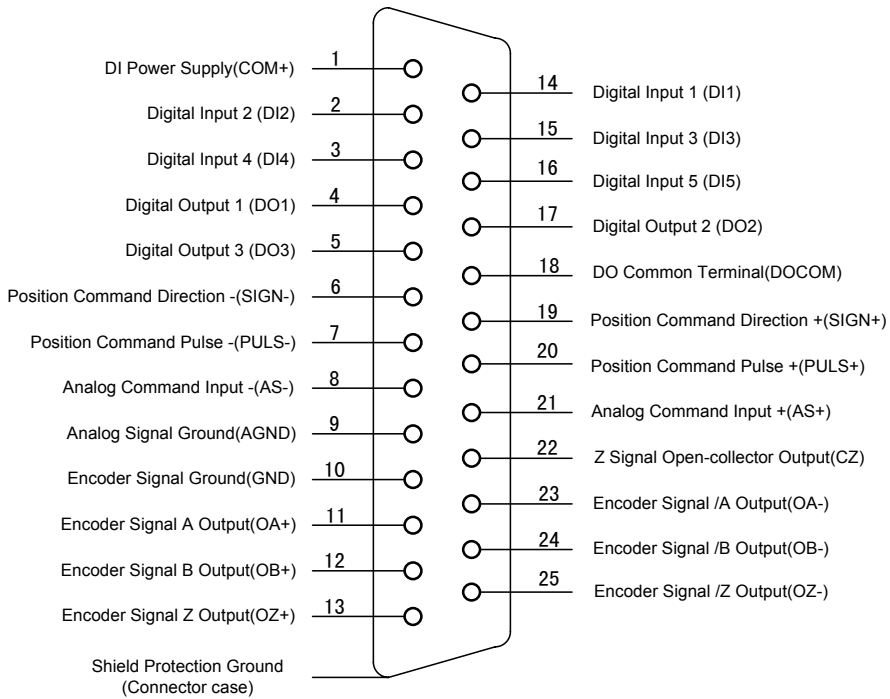 1
DI Power Supply(COM+)
14
Digital Input 1 (DI1)
2
Digital Input 2 (DI2)
15
Digital Input 3 (DI3)
3
Digital Input 4 (DI4)
16
Digital Input 5 (DI5)
4
Digital Output 1 (DO1)
17
Digital Output 2 (DO2)
5
Digital Output 3 (DO3)
18
DO Common Terminal(DOCOM)
6
Position Command Direction -(SIGN-)
19
Position Command Direction +(SIGN+)
7
Position Command Pulse -(PULS-)
20
Position Command Pulse +(PULS+)
8
Analog Command Input -(AS-)
21
Analog Command Input +(AS+)
9
Analog Signal Ground(AGND)
22
Z Signal Open-collector Output(CZ)
10
Encoder Signal Ground(GND)
23
Encoder Signal /A Output(OA-)
11
Encoder Signal A Output(OA+)
24
Encoder Signal /B Output(OB-)
12
Encoder Signal B Output(OB+)
25
Encoder Signal /Z Output(OZ-)
13
Encoder Signal Z Output(OZ+)
Shield Protection Ground
(Connector case)